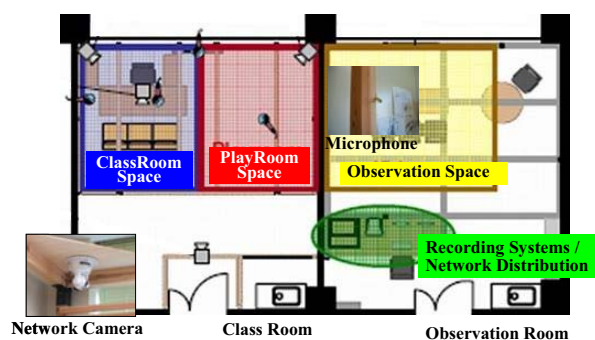 Microphone
ClassRoom
Space
PlayRoom
Space
Observation Space
Recording Systems /
Network Distribution
Network Camera
Class Room
Observation Room